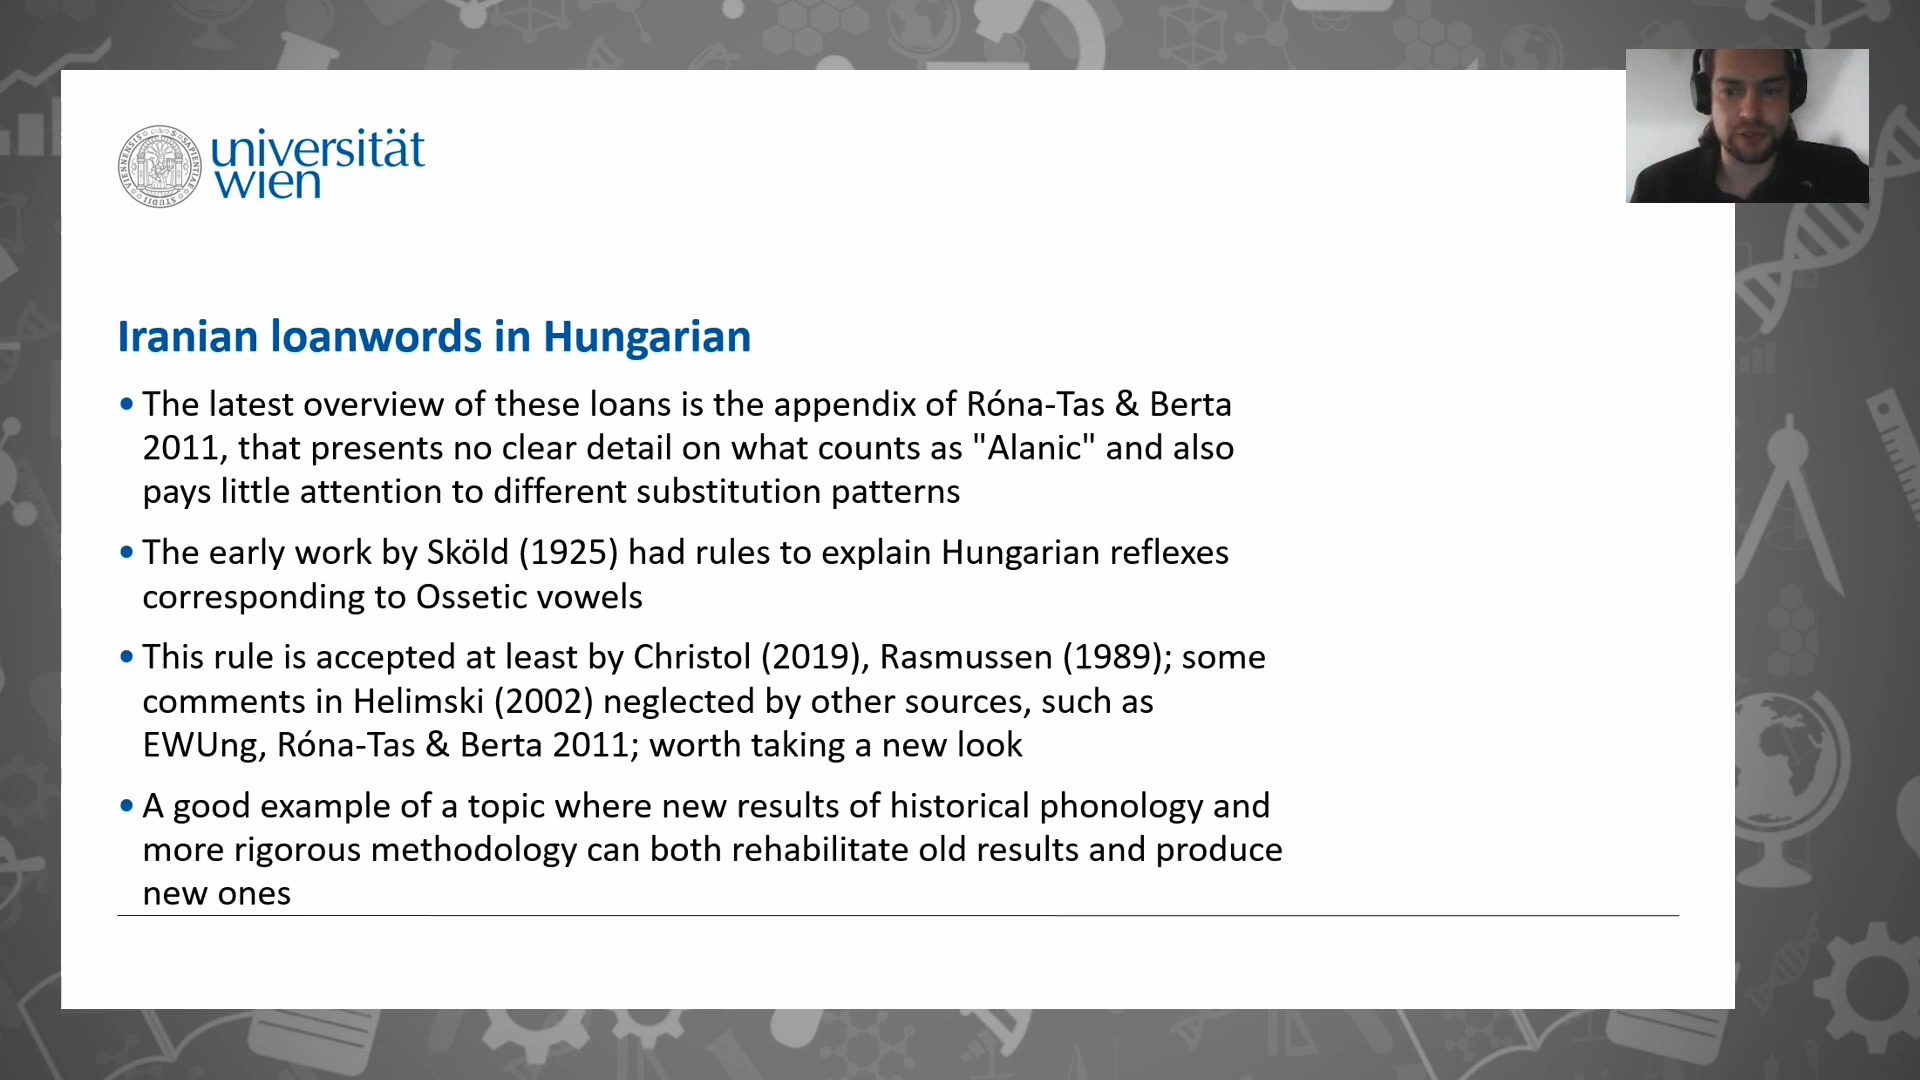 universität
wien
Iranian loanwords in Hungarian
• The latest overview of these loans is the appendix of Róna-Tas & Berta
2011, that presents no clear detail on what counts as "Alanic" and also
pays little attention to different substitution patterns
• The early work by Sköld (1925) had rules to explain Hungarian reflexes
corresponding to Ossetic vowels
• This rule is accepted at least by Christol (2019), Rasmussen (1989); some
comments in Helimski (2002) neglected by other sources, such as
EWUng, Róna-Tas & Berta 2011; worth taking a new look
• A good example of a topic where new results of historical phonology and
more rigorous methodology can both rehabilitate old results and produce
new ones